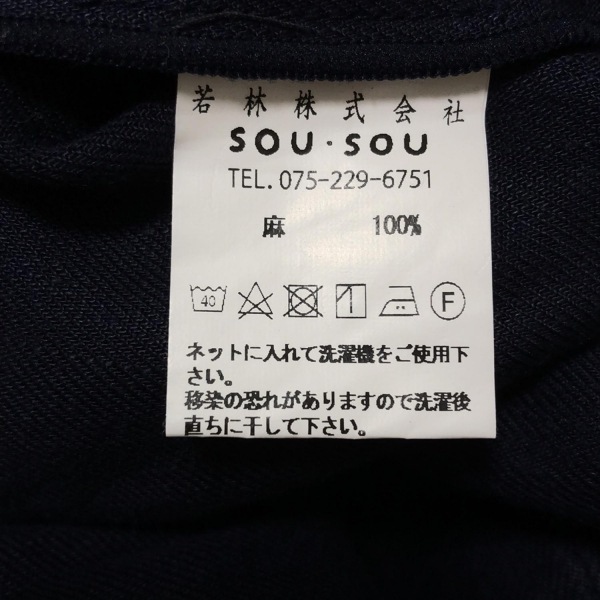 若林株式会社
SOU・SOU
TEL. 075-229-6751
麻 100%
40 F
ネットに入れて洗濯機をご使用下
さい。
移染の恐れがありますので洗濯後
直ちに干して下さい。